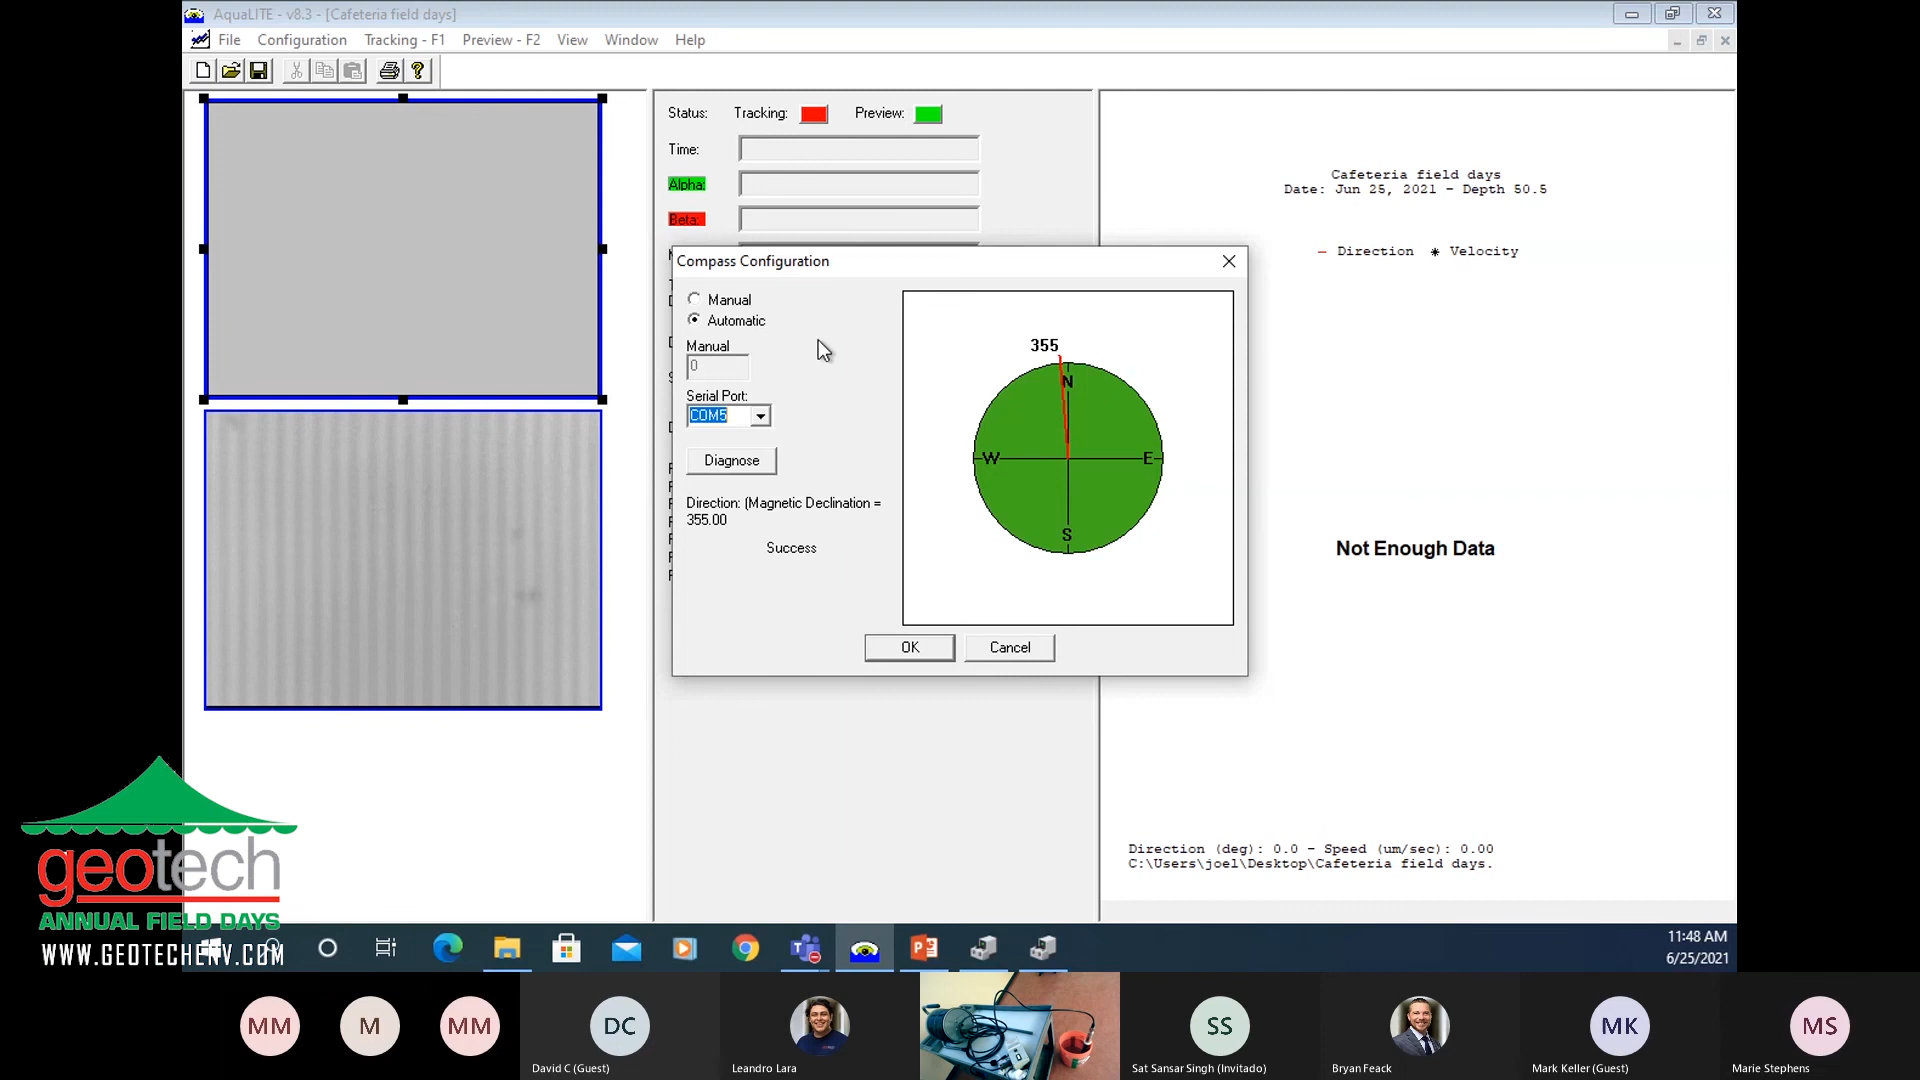 AquaLITE - v8.3 - [Cafeteria field days]
File Configuration Tracking - F1 Preview - F2 View Window Help
Status: Tracking: Preview:
Time:
Alpha:
Beta:
Cafeteria field days
Date: Jun 25, 2021 - Depth 50.5
Direction * Velocity
Compass Configuration
Manual
Automatic
Manual
0
Serial Port:
COM5
Diagnose
Direction: (Magnetic Declination =
355.00
Success
355
N
W E
S
OK Cancel
Not Enough Data
Direction (deg): 0.0 - Speed (um/sec): 0.00
C:\Users\joel\Desktop\Cafeteria field days.
geotech
ANNUAL FIELD DAYS
WWW.GEOTECHENV.COM
11:48 AM
6/25/2021
MM M MM DC SS MK MS
David C (Guest) Leandro Lara Sat Sansar Singh (Invitado) Bryan Feack Mark Keller (Guest) Marie Stephens